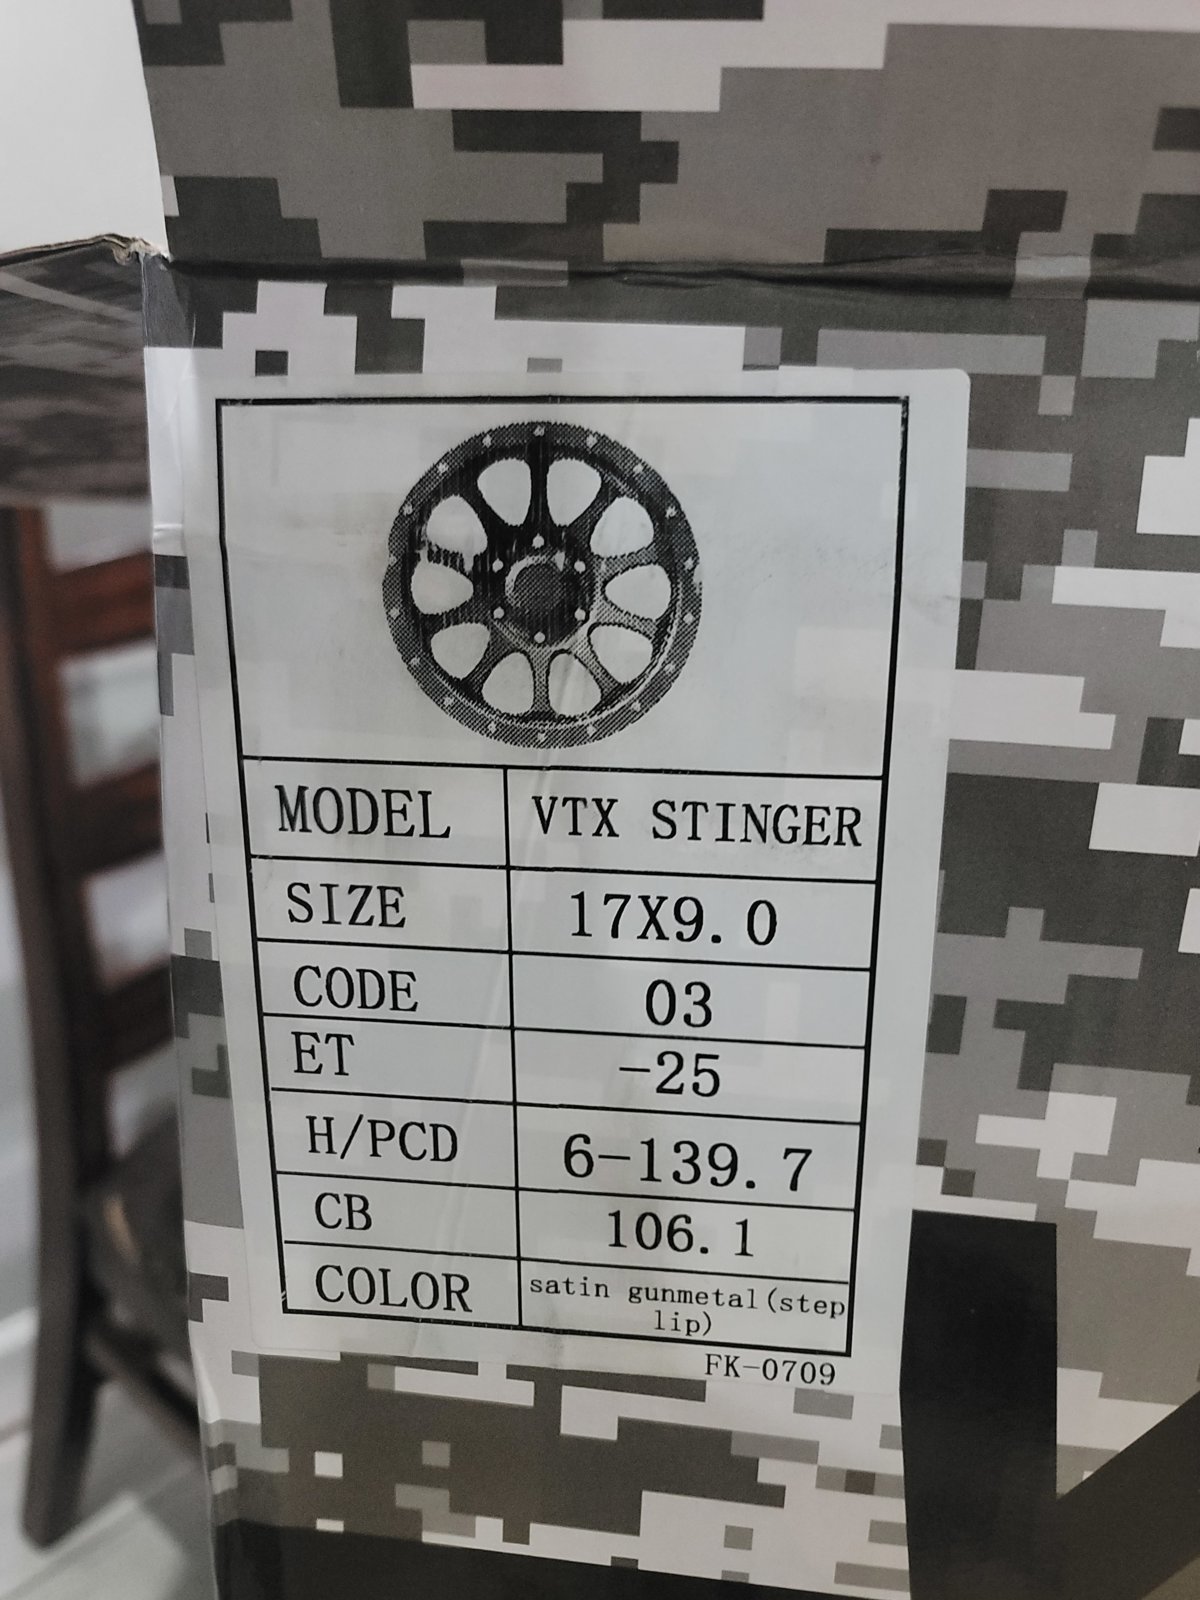 MODEL VTX STINGER
SIZE 17X9.0
CODE 03
ET -25
H/PCD 6-139.7
CB 106.1
COLOR satin gunmetal(step
lip)
FK-0709